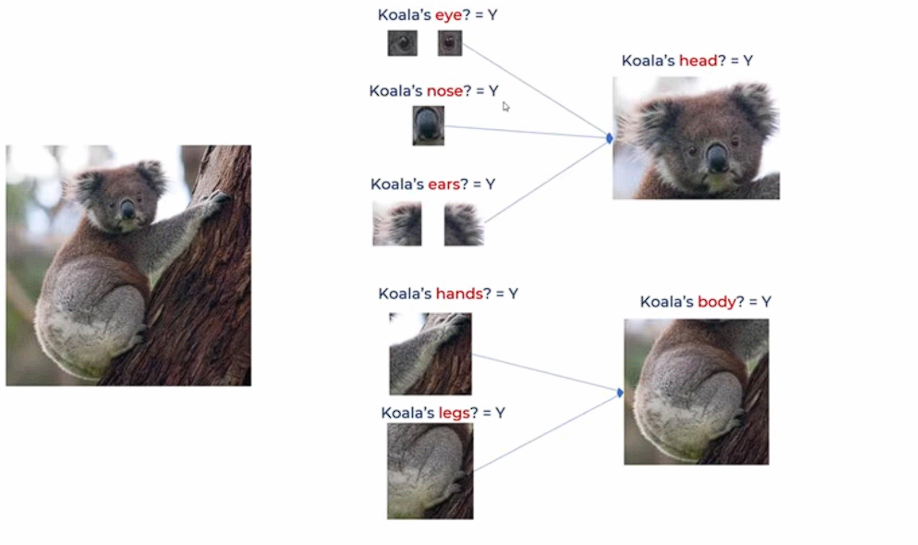 Koala's eye? = Y
Koala's nose? = Y
Koala's ears? = Y
Koala's head? = Y
Koala's hands? = Y
Koala's legs? = Y
Koala's body? = Y